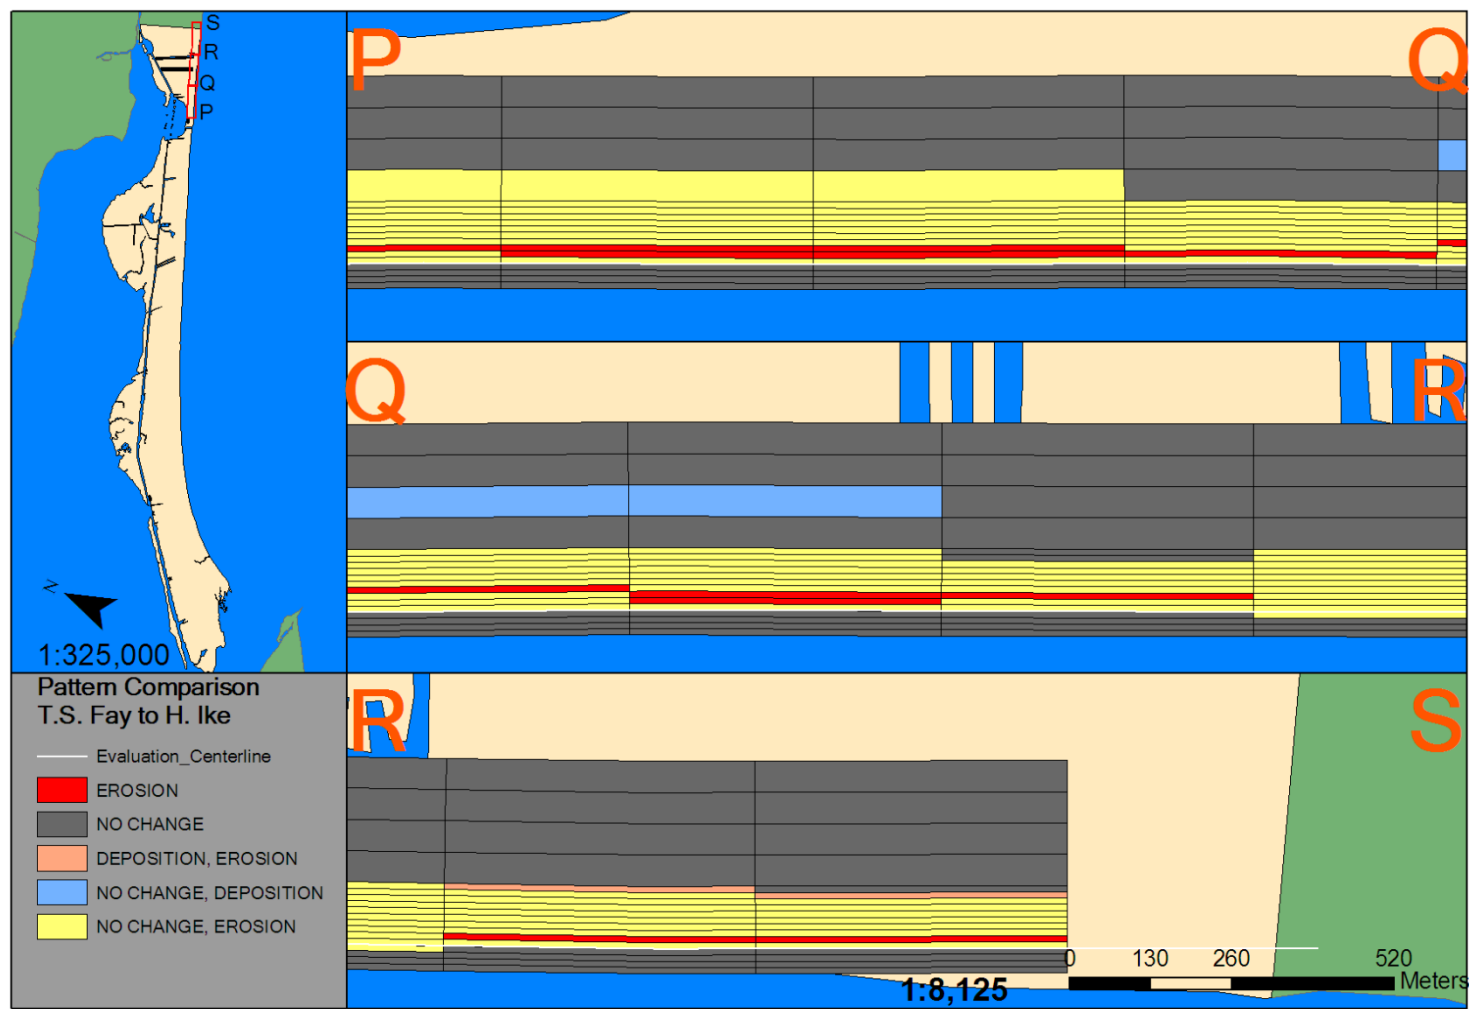 S
R
Q
P
N
1:325,000
P
Q
Q
R
R
S
Pattern Comparison
T.S. Fay to H. Ike
Evaluation_Centerline
EROSION
NO CHANGE
DEPOSITION, EROSION
NO CHANGE, DEPOSITION
NO CHANGE, EROSION
0 130 260 520
Meters
1:8,125